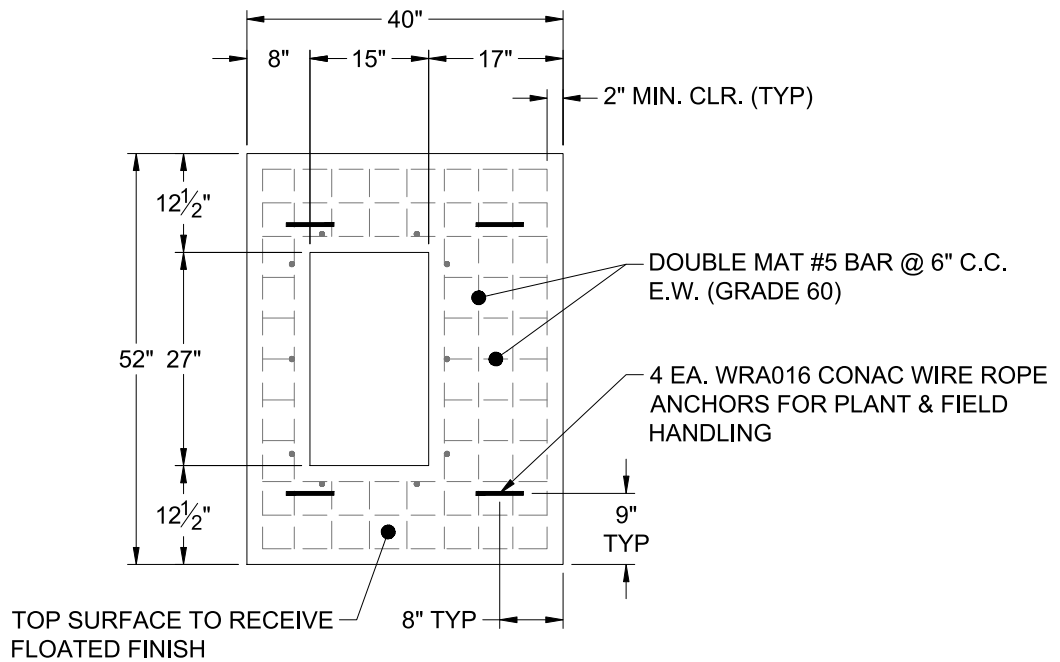 40"
8"
15"
17"
2" MIN. CLR. (TYP)
12½"
DOUBLE MAT #5 BAR @ 6" C.C.
E.W. (GRADE 60)
52"
27"
4 EA. WRA016 CONAC WIRE ROPE
ANCHORS FOR PLANT & FIELD
HANDLING
12½"
9"
TYP
TOP SURFACE TO RECEIVE
FLOATED FINISH
8" TYP